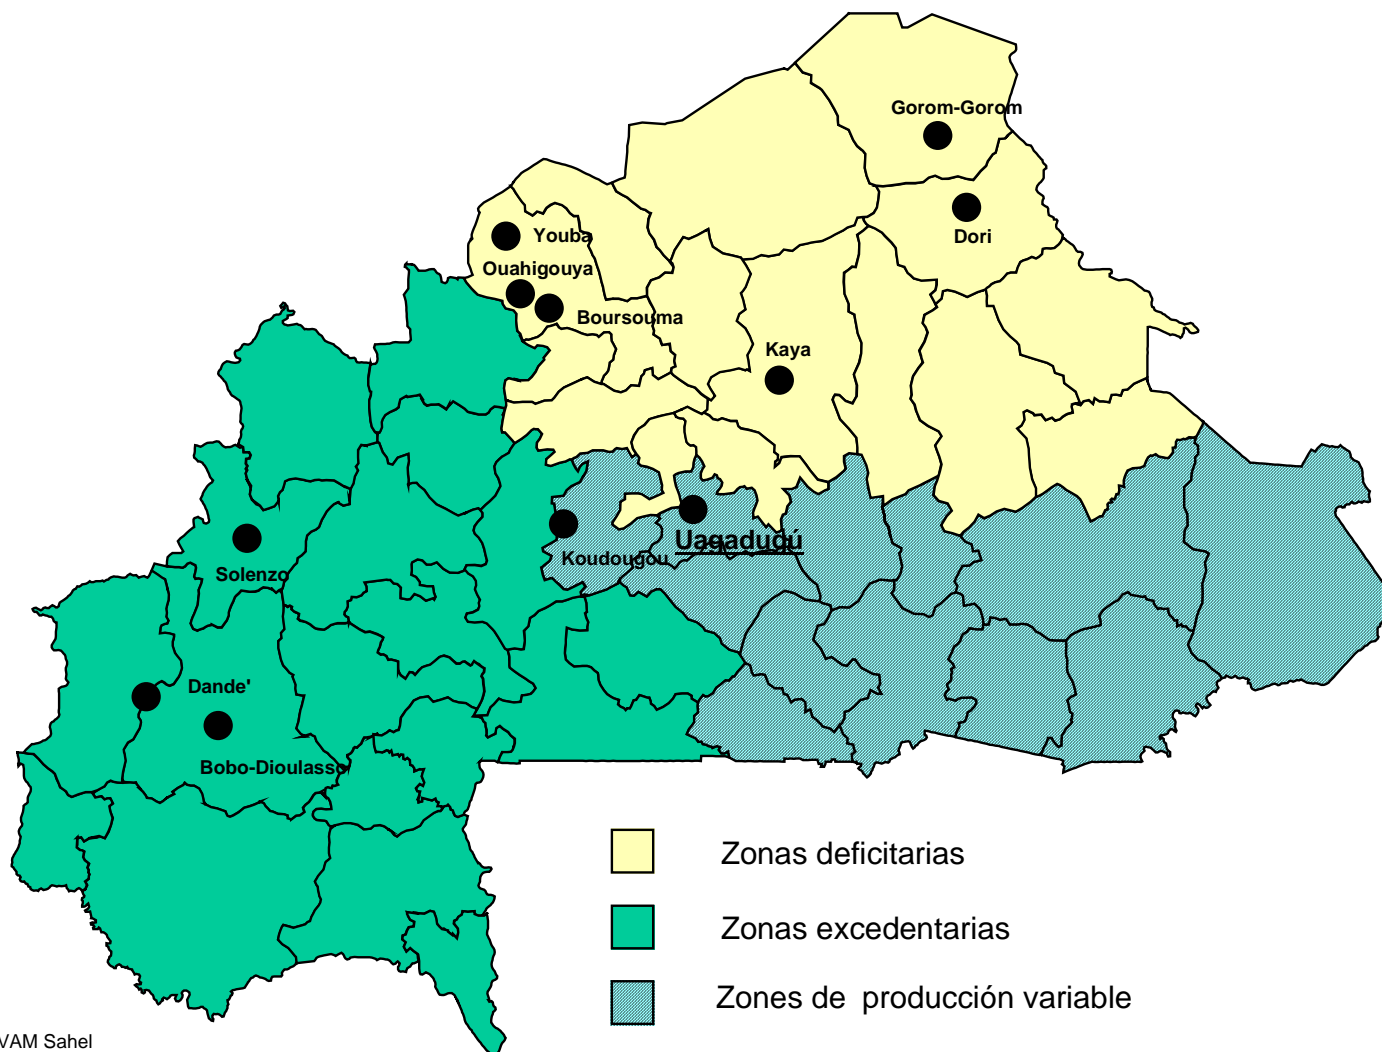 Gorom-Gorom
Youba
Dori
Ouahigouya
Boursouma
Kaya
Uagadugú
Koudougou
Solenzo
Dande'
Bobo-Dioulasso
Zonas deficitarias
Zonas excedentarias
Zones de producción variable
VAM Sahel